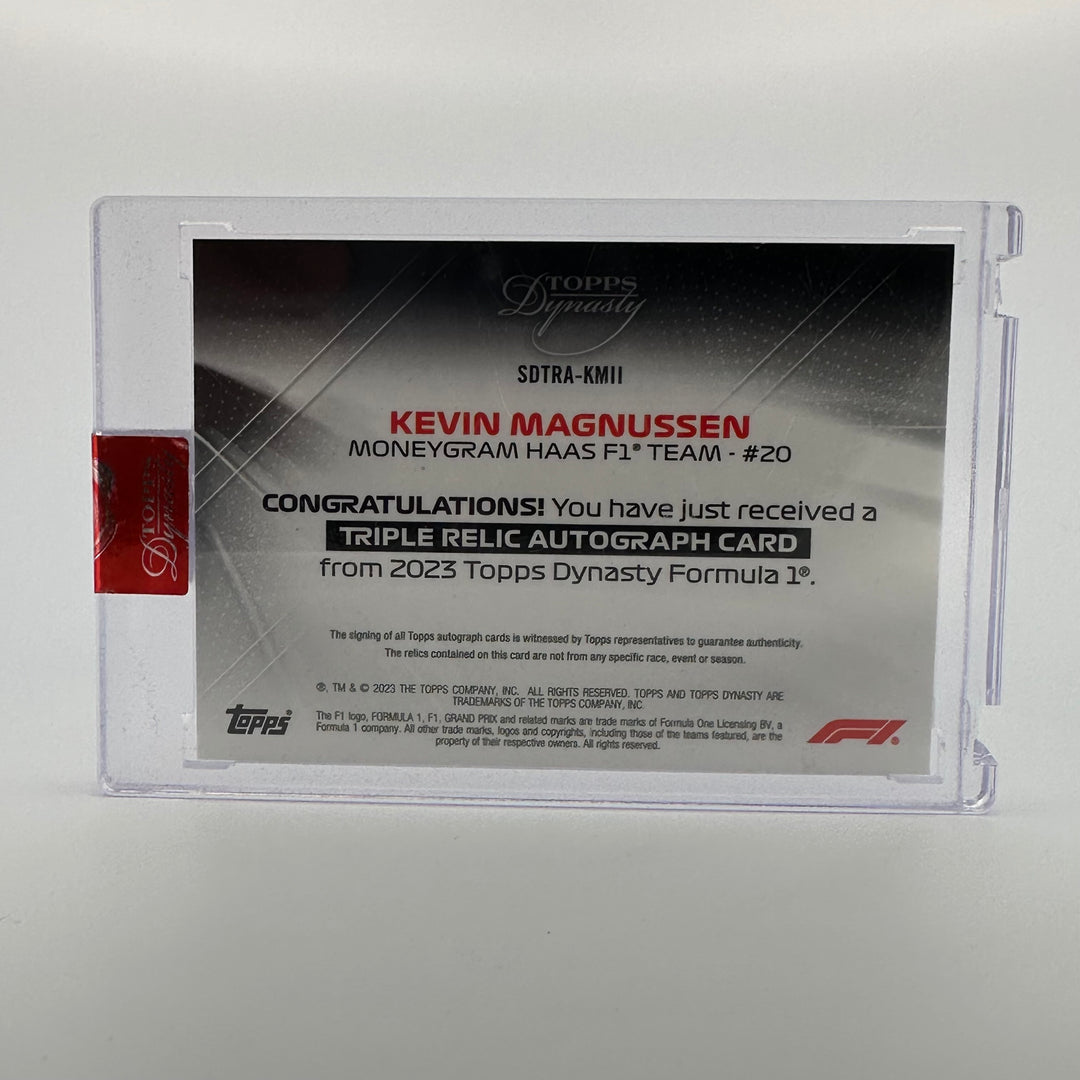 TOPPS
Dynasty
SDTRA-KMII
KEVIN MAGNUSSEN
MONEYGRAM HAAS F1® TEAM - #20
CONGRATULATIONS! You have just received a
TRIPLE RELIC AUTOGRAPH CARD
from 2023 Topps Dynasty Formula 1®.
TOPPS
Dynasty
The signing of all Topps autograph cards is witnessed by Topps representatives to guarantee authenticity.
The relics contained on this card are not from any specific race, event or season.
®, TM & © 2023 THE TOPPS COMPANY, INC. ALL RIGHTS RESERVED. TOPPS AND TOPPS DYNASTY ARE
TRADEMARKS OF THE TOPPS COMPANY, INC.
The F1 logo, FORMULA 1, F1, GRAND PRIX and related marks are trade marks of Formula One Licensing BV, a
Formula 1 company. All other trade marks, logos and copyrights, including those of the teams featured, are the
property of their respective owners. All rights reserved.
topps®
F1®